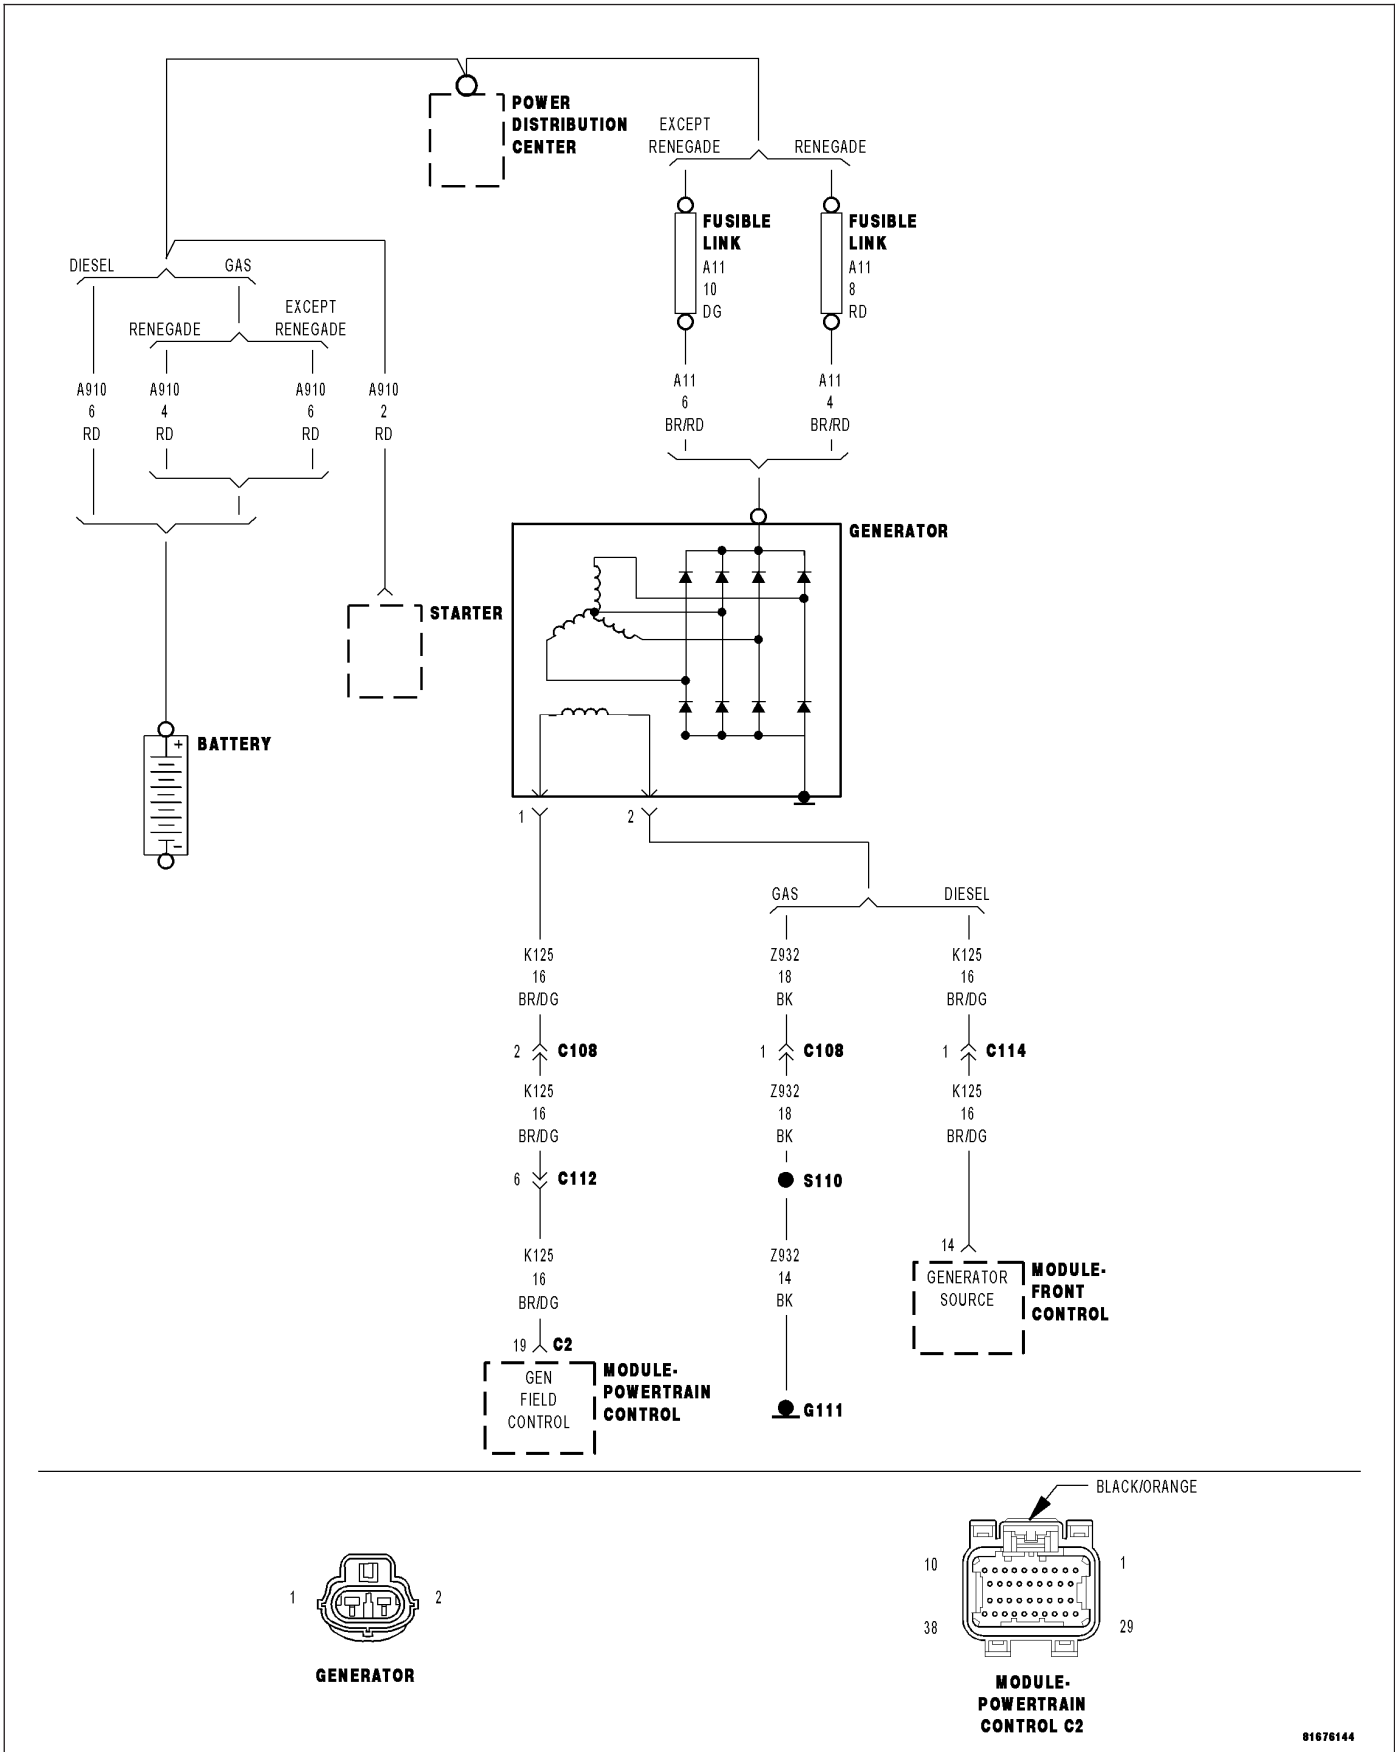 POWER
DISTRIBUTION
CENTER
EXCEPT
RENEGADE
RENEGADE
FUSIBLE
LINK
A11
10
DG
FUSIBLE
LINK
A11
8
RD
DIESEL
GAS
RENEGADE
EXCEPT
RENEGADE
A910
6
RD
A910
4
RD
A910
6
RD
A910
2
RD
A11
6
BR/RD
A11
4
BR/RD
GENERATOR
STARTER
+
BATTERY
-
1
2
GAS
DIESEL
K125
16
BR/DG
Z932
18
BK
K125
16
BR/DG
2
C108
1
C108
1
C114
K125
16
BR/DG
Z932
18
BK
K125
16
BR/DG
6
C112
S110
K125
16
BR/DG
Z932
14
BK
14
GENERATOR
SOURCE
MODULE-
FRONT
CONTROL
19
C2
GEN
FIELD
CONTROL
MODULE-
POWERTRAIN
CONTROL
G111
BLACK/ORANGE
1
2
GENERATOR
10
1
38
29
MODULE-
POWERTRAIN
CONTROL C2
81676144